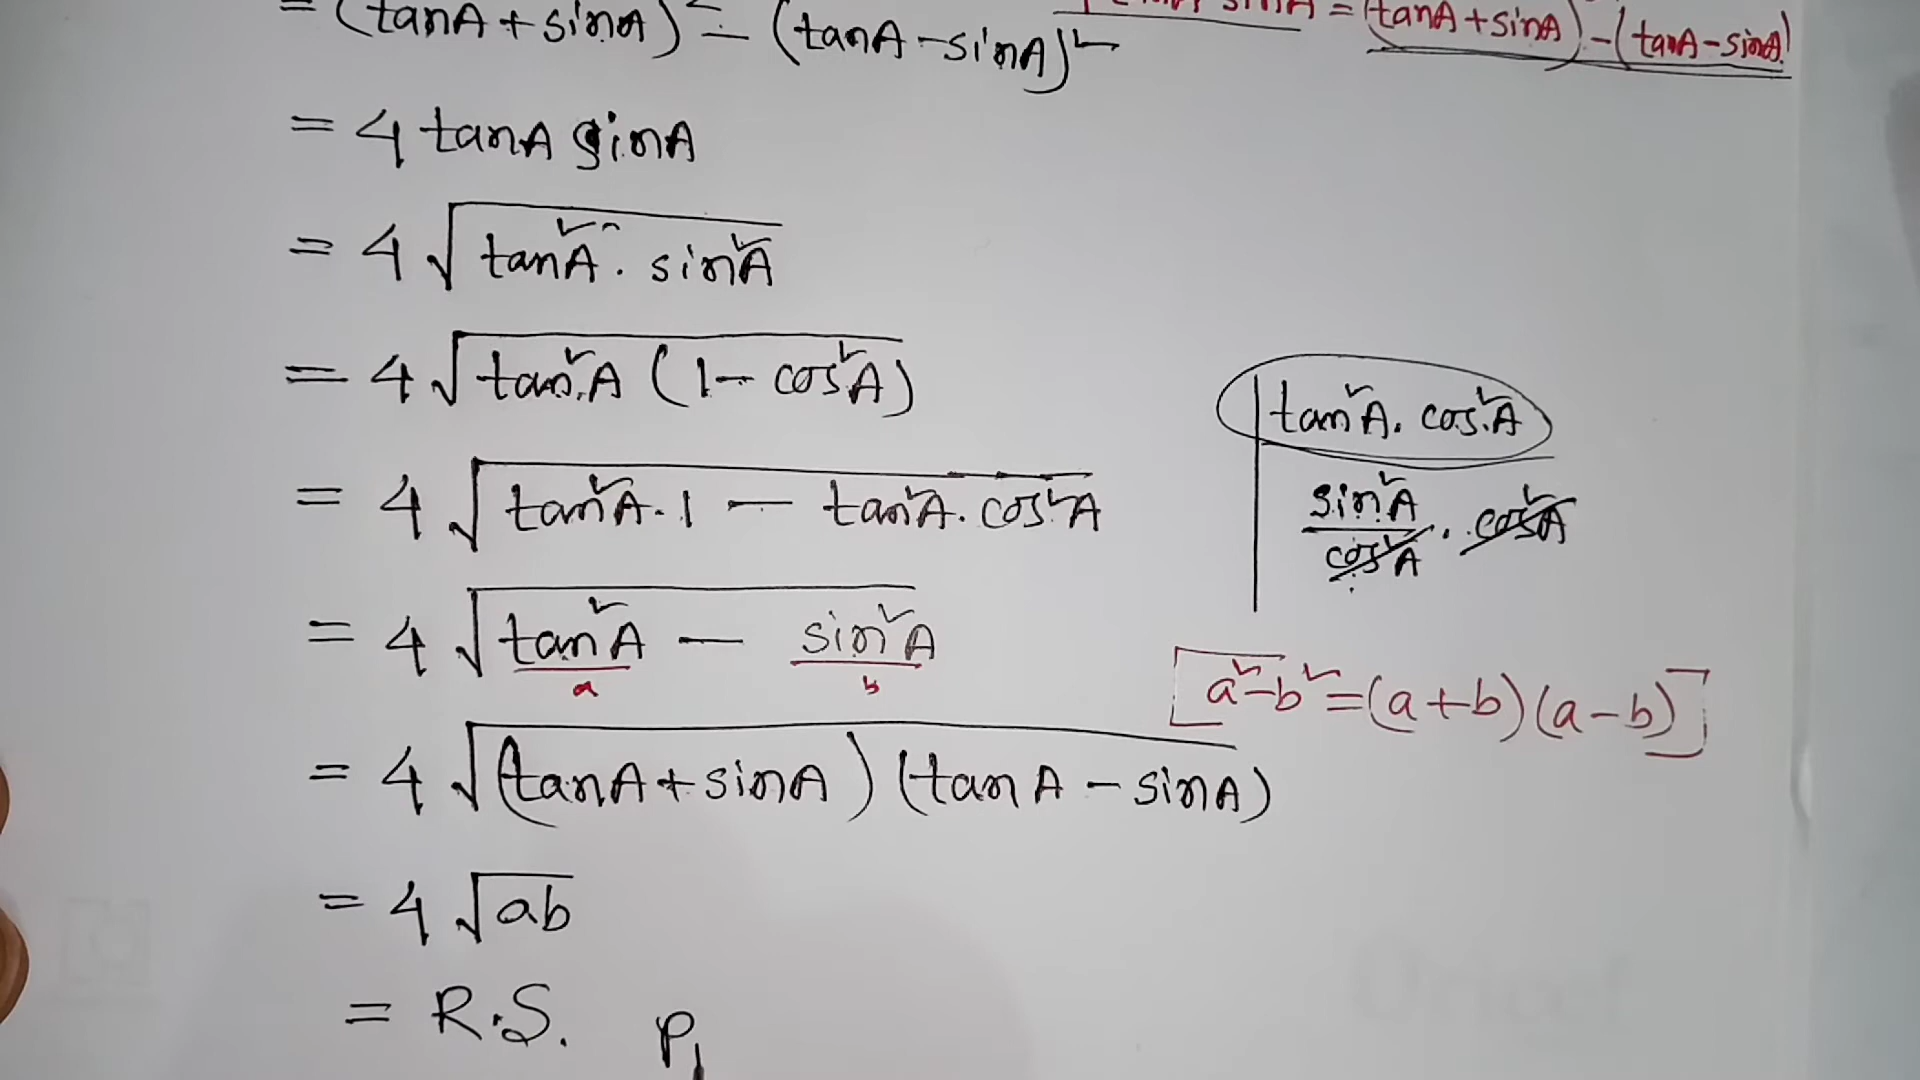 = (tanA + sinA)² - (tanA - sinA)²
sinA = (tanA + sinA) - (tanA - sinA)
= 4 tanA sinA
= 4 √(tan²A . sin²A)
= 4 √(tan²A (1 - cos²A))
tan²A. cos²A
= 4 √(tan²A. 1 - tan²A. cos²A)
sin²A/cos²A . cos²A
= 4 √(tan²A - sin²A)
a b
[a² - b² = (a+b)(a-b)]
= 4 √((tanA + sinA)(tanA - sinA))
= 4 √ab
= R.S. P